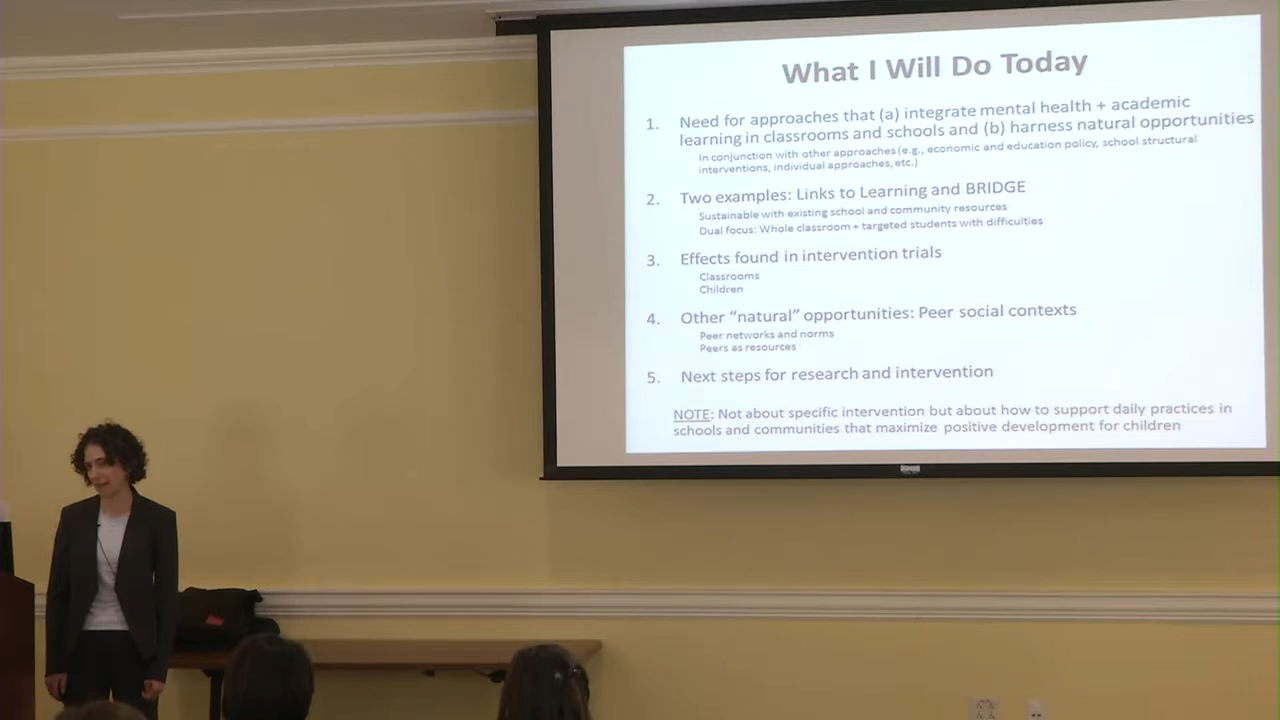 What I Will Do Today
1. Need for approaches that (a) integrate mental health + academic
learning in classrooms and schools and (b) harness natural opportunities
In conjunction with other approaches (e.g., economic and education policy, school structural
interventions, individual approaches, etc.)
2. Two examples: Links to Learning and BRIDGE
Sustainable with existing school and community resources
Dual focus: Whole classroom + targeted students with difficulties
3. Effects found in intervention trials
Classrooms
Children
4. Other “natural” opportunities: Peer social contexts
Peer networks and norms
Peers as resources
5. Next steps for research and intervention
NOTE: Not about specific intervention but about how to support daily practices in
schools and communities that maximize positive development for children